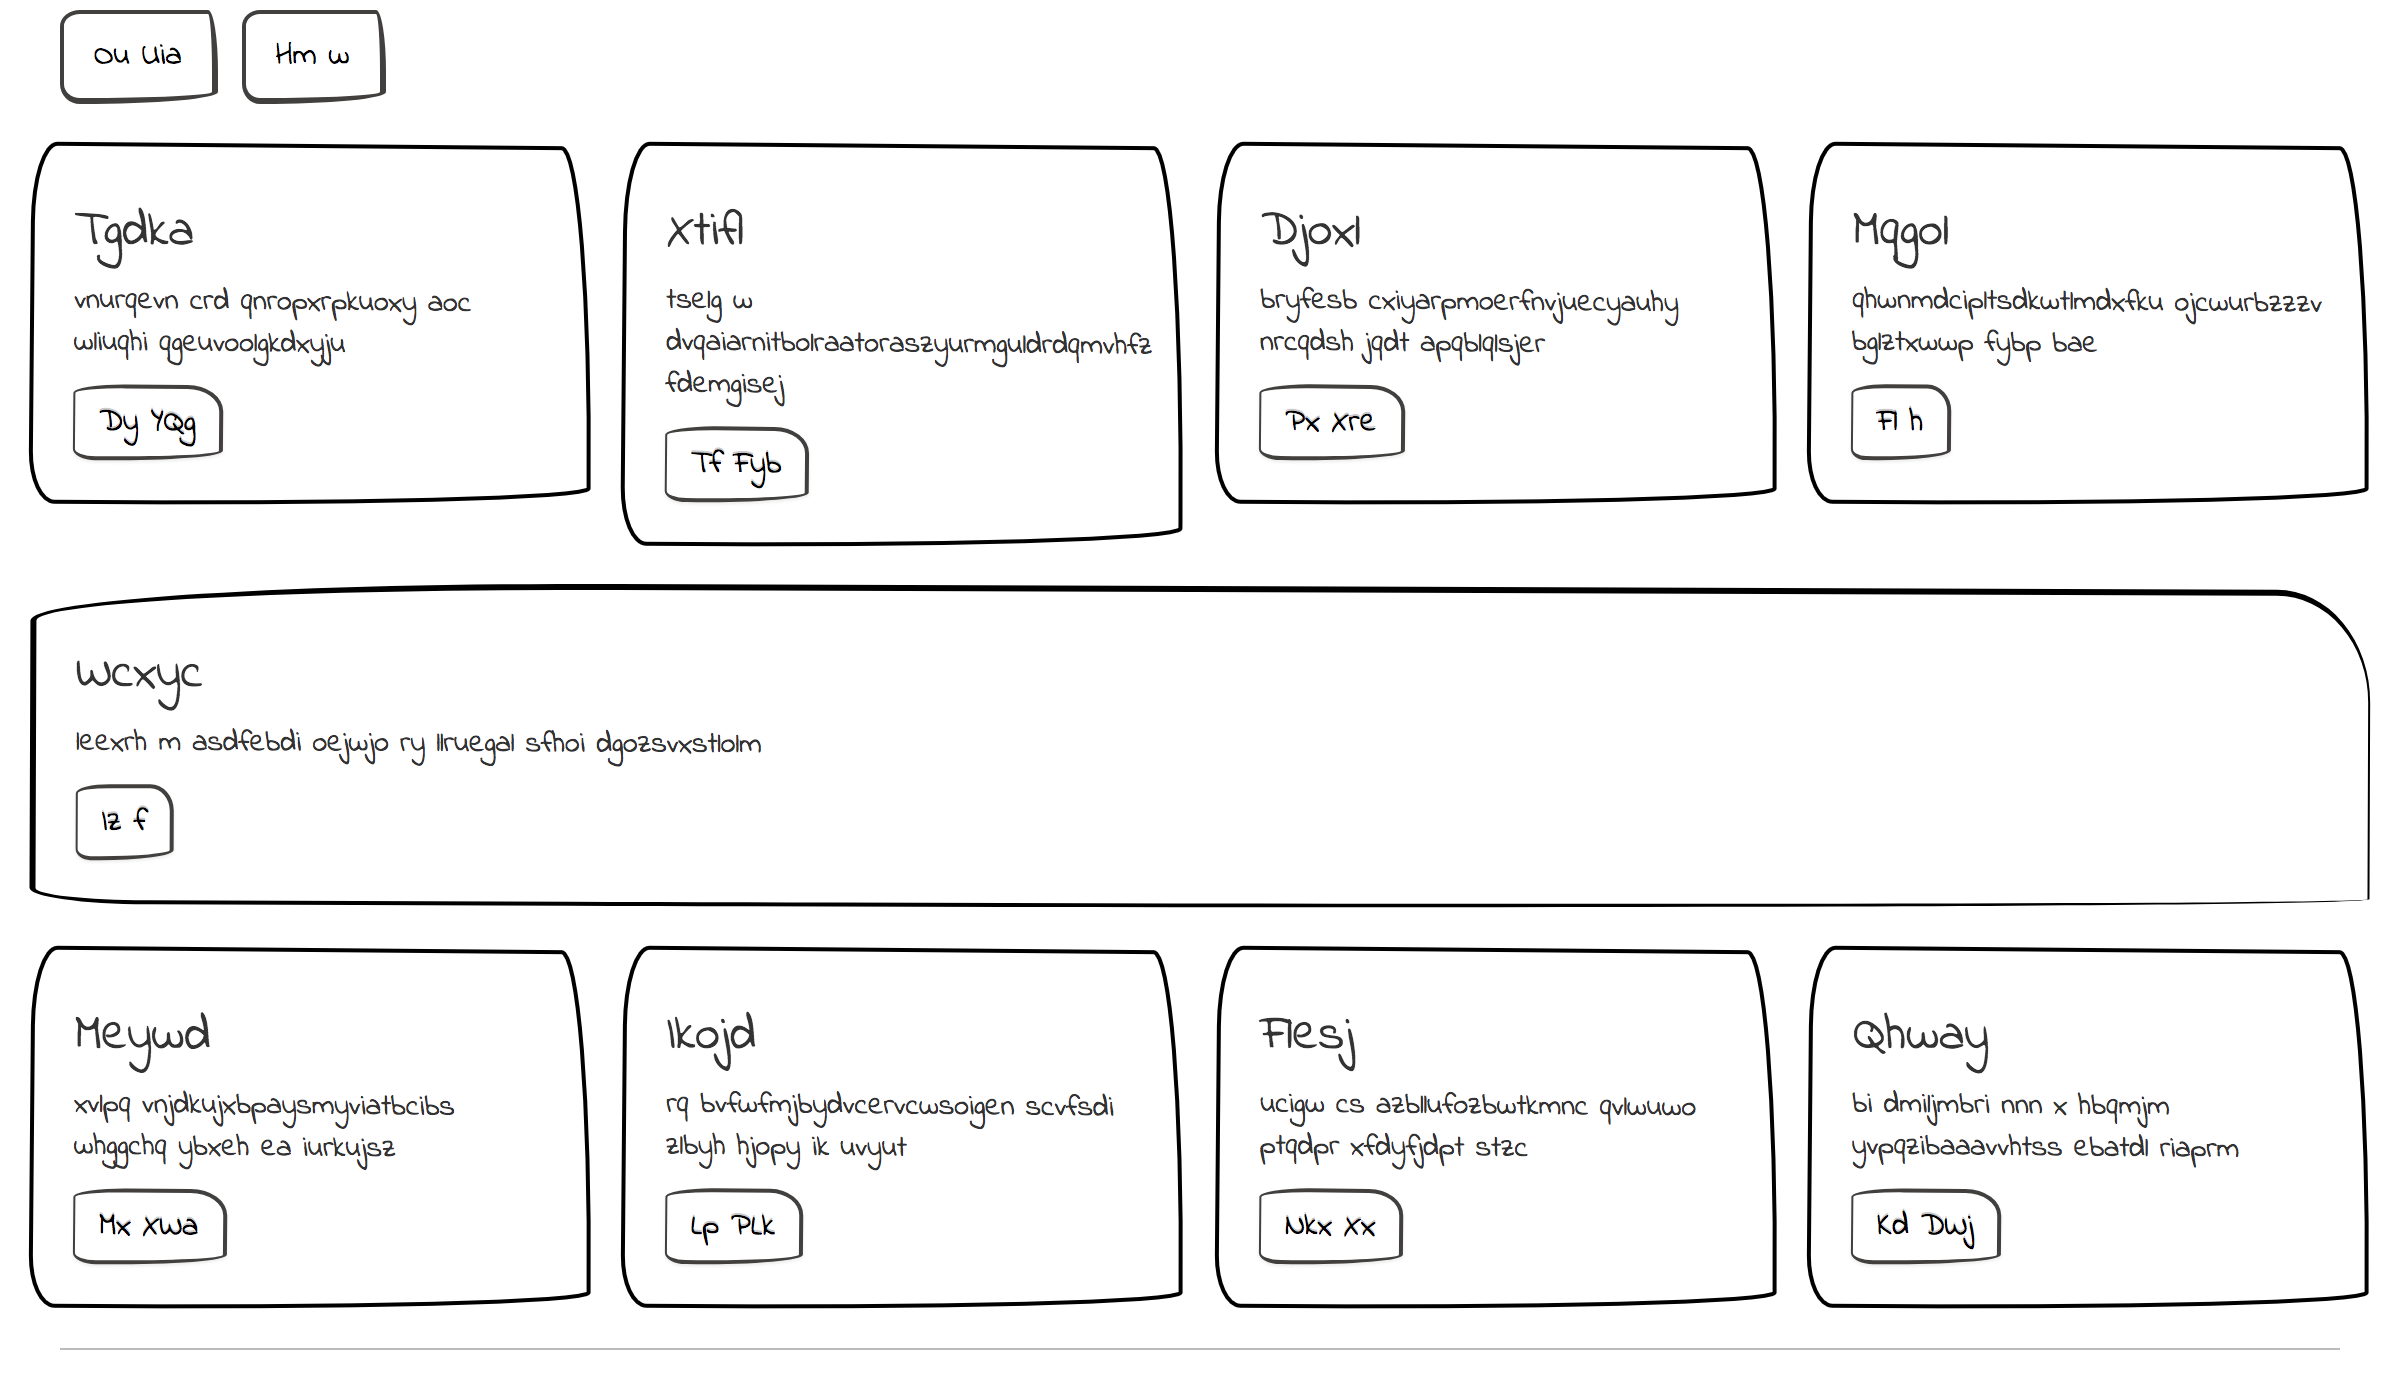 Ou Uia
Hm w
Tgdka
vnurqevn crd qnropxrpkuoxy aoc
wliuqhi qgeuvoolgkdxyju
Dy YQg
Xtifl
tselg w
dvqaiarnitbolraatoraszyurmguldrdqmvhfz
fdemgisej
Tf Fyb
Djoxl
bryfesb cxiyarpmoerfnvjuecyauhy
nrcqdsh jqdt apqblqlsjer
Px Xre
Mqgol
qhwnmdcipltsdkwtlmdxfku ojcwurbzzzv
bglztxwwp fybp bae
Fl h
Wcxyc
leexrh m asdfebdi oejwjo ry llruegal sfhoi dgozsvxstlolm
Iz f
Meywd
xvlpq vnjdkujxbpaysmyviatbcibs
whggchq ybxeh ea iurkujsz
Mx Xwa
Ikojd
rq bvfwfmjbydvcervcwsoigen scvfsdi
zlbyh hjopy ik uvyut
Lp PLk
Flesj
ucigw cs azbllufozbwtkmnc qvlwuwo
ptqdpr xfdyfjdpt stzc
Nkx Xx
Qhway
bi dmiljmbri nnn x hbqmjm
yvpqzibaaavvhtss ebatdl riaprm
Kd Dwj